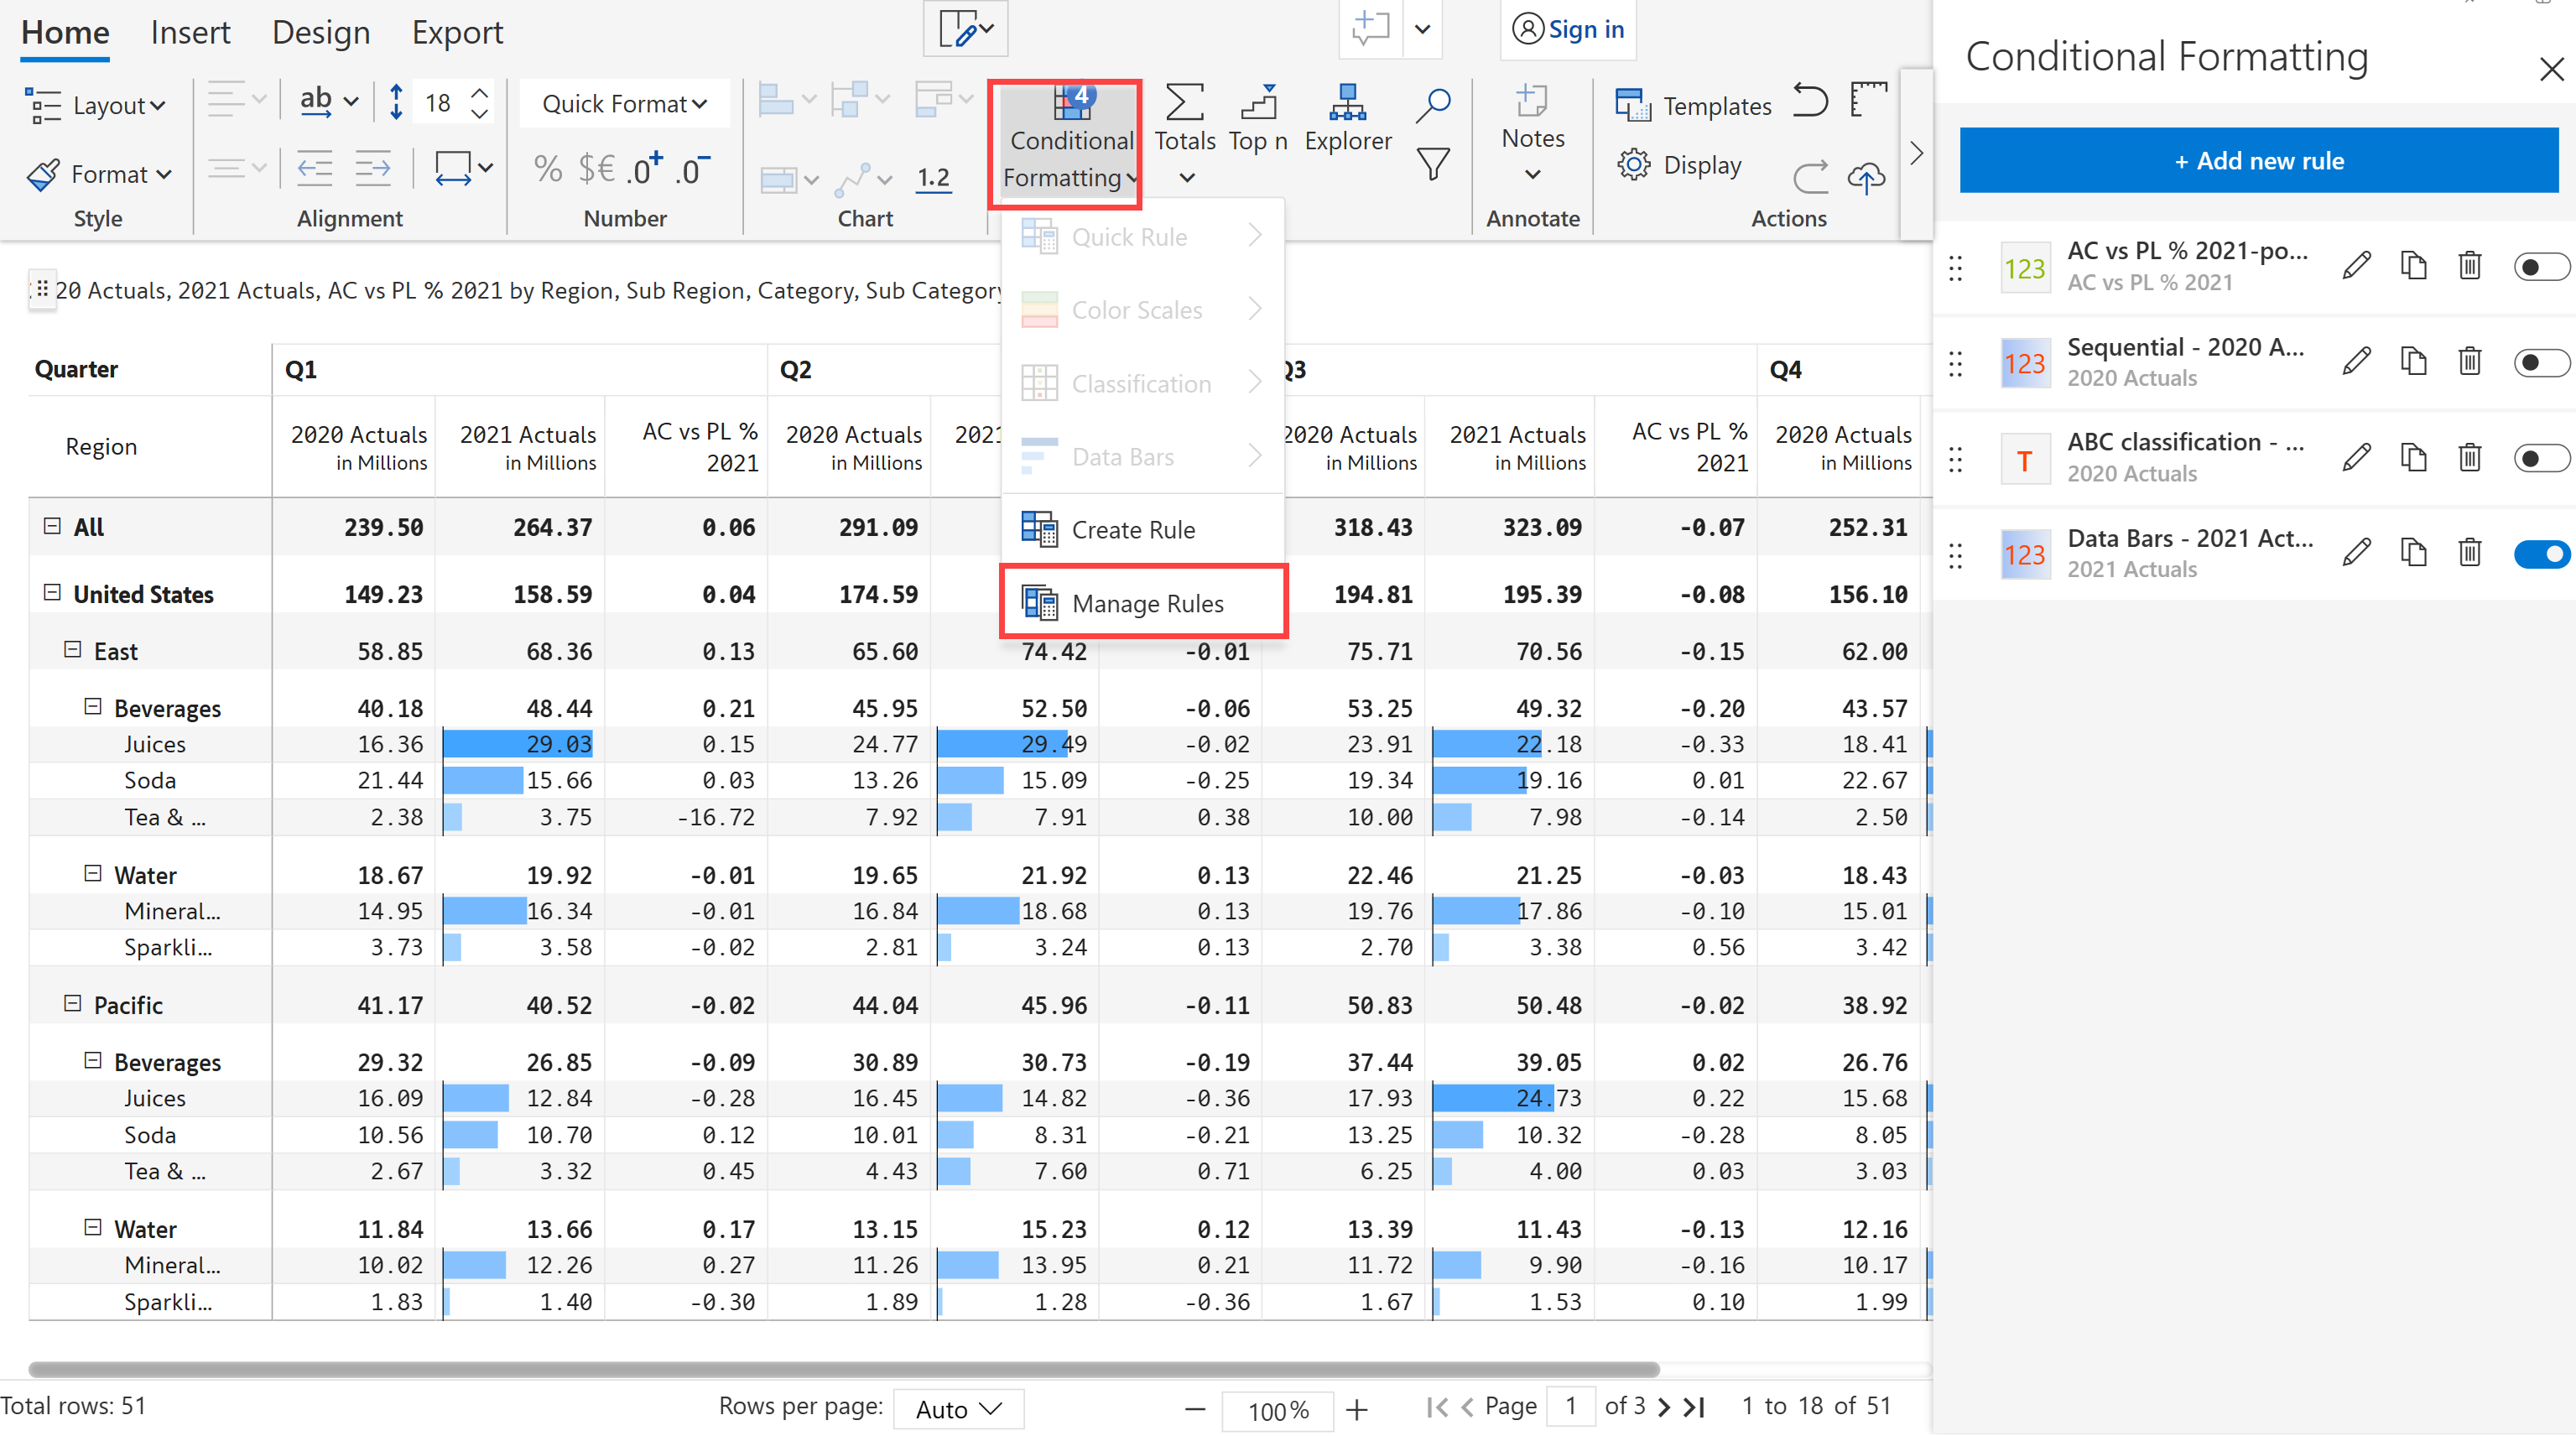 Home Insert Design Export
Sign in
Layout
ab
18
Quick Format
4
Conditional
Formatting
Totals
Top n
Explorer
Notes
Templates
Display
Format
% $€ .0+ .0-
1.2
Style
Alignment
Number
Chart
Annotate
Actions
20 Actuals, 2021 Actuals, AC vs PL % 2021 by Region, Sub Region, Category, Sub Category
Quick Rule
Color Scales
Classification
Data Bars
Create Rule
Manage Rules
Quarter Q1 Q2 Q3 Q4
Region 2020 Actuals in Millions 2021 Actuals in Millions AC vs PL % 2021 2020 Actuals in Millions 2021 2020 Actuals in Millions 2021 Actuals in Millions AC vs PL % 2021 2020 Actuals in Millions
All 239.50 264.37 0.06 291.09 318.43 323.09 -0.07 252.31
United States 149.23 158.59 0.04 174.59 194.81 195.39 -0.08 156.10
East 58.85 68.36 0.13 65.60 74.42 -0.01 75.71 70.56 -0.15 62.00
Beverages 40.18 48.44 0.21 45.95 52.50 -0.06 53.25 49.32 -0.20 43.57
Juices 16.36 29.03 0.15 24.77 29.49 -0.02 23.91 22.18 -0.33 18.41
Soda 21.44 15.66 0.03 13.26 15.09 -0.25 19.34 19.16 0.01 22.67
Tea & ... 2.38 3.75 -16.72 7.92 7.91 0.38 10.00 7.98 -0.14 2.50
Water 18.67 19.92 -0.01 19.65 21.92 0.13 22.46 21.25 -0.03 18.43
Mineral... 14.95 16.34 -0.01 16.84 18.68 0.13 19.76 17.86 -0.10 15.01
Sparkli... 3.73 3.58 -0.02 2.81 3.24 0.13 2.70 3.38 0.56 3.42
Pacific 41.17 40.52 -0.02 44.04 45.96 -0.11 50.83 50.48 -0.02 38.92
Beverages 29.32 26.85 -0.09 30.89 30.73 -0.19 37.44 39.05 0.02 26.76
Juices 16.09 12.84 -0.28 16.45 14.82 -0.36 17.93 24.73 0.22 15.68
Soda 10.56 10.70 0.12 10.01 8.31 -0.21 13.25 10.32 -0.28 8.05
Tea & ... 2.67 3.32 0.45 4.43 7.60 0.71 6.25 4.00 0.03 3.03
Water 11.84 13.66 0.17 13.15 15.23 0.12 13.39 11.43 -0.13 12.16
Mineral... 10.02 12.26 0.27 11.26 13.95 0.21 11.72 9.90 -0.16 10.17
Sparkli... 1.83 1.40 -0.30 1.89 1.28 -0.36 1.67 1.53 0.10 1.99
Total rows: 51 Rows per page: Auto 100% Page 1 of 3 1 to 18 of 51
Conditional Formatting
+ Add new rule
123
AC vs PL % 2021-po...
AC vs PL % 2021
123
Sequential - 2020 A...
2020 Actuals
T
ABC classification - ...
2020 Actuals
123
Data Bars - 2021 Act...
2021 Actuals